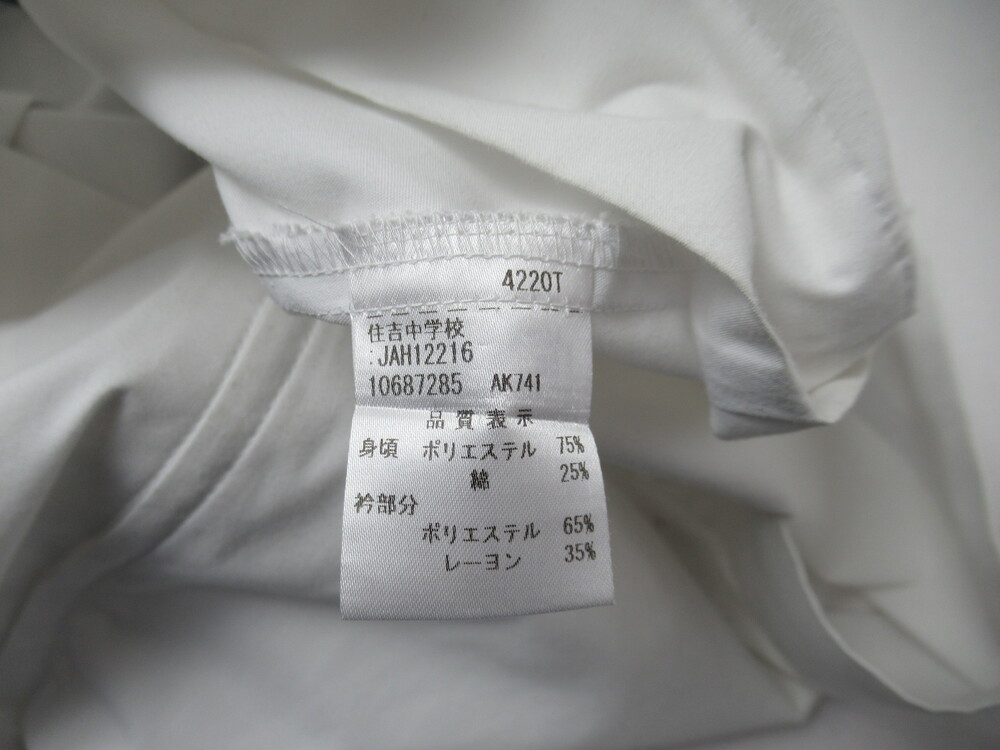 4220T
住吉中学校
:JAH12216
10687285 AK741
品質表示
身頃 ポリエステル 75%
綿 25%
衿部分
ポリエステル 65%
レーヨン 35%